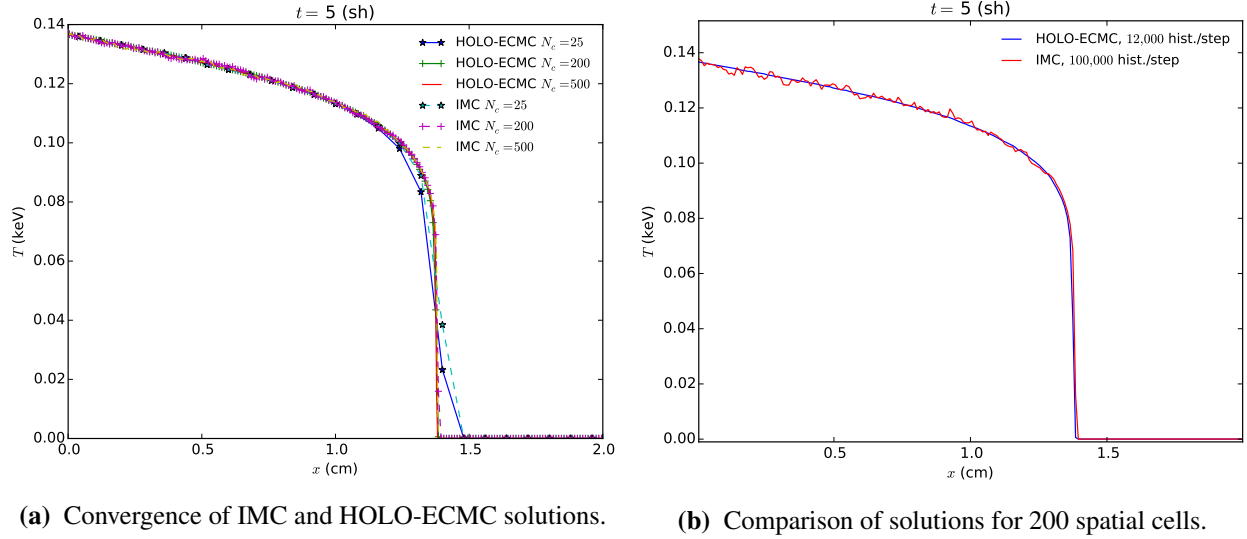 t = 5 (sh)
0.14
0.12
0.10
0.08
0.06
0.04
0.02
0.00
T (keV)
0.0
0.5
1.0
1.5
2.0
x (cm)
HOLO-ECMC N_c = 25
HOLO-ECMC N_c = 200
HOLO-ECMC N_c = 500
IMC N_c = 25
IMC N_c = 200
IMC N_c = 500
(a) Convergence of IMC and HOLO-ECMC solutions.
t = 5 (sh)
0.14
0.12
0.10
0.08
0.06
0.04
0.02
0.00
T (keV)
0.5
1.0
1.5
x (cm)
HOLO-ECMC, 12,000 hist./step
IMC, 100,000 hist./step
(b) Comparison of solutions for 200 spatial cells.